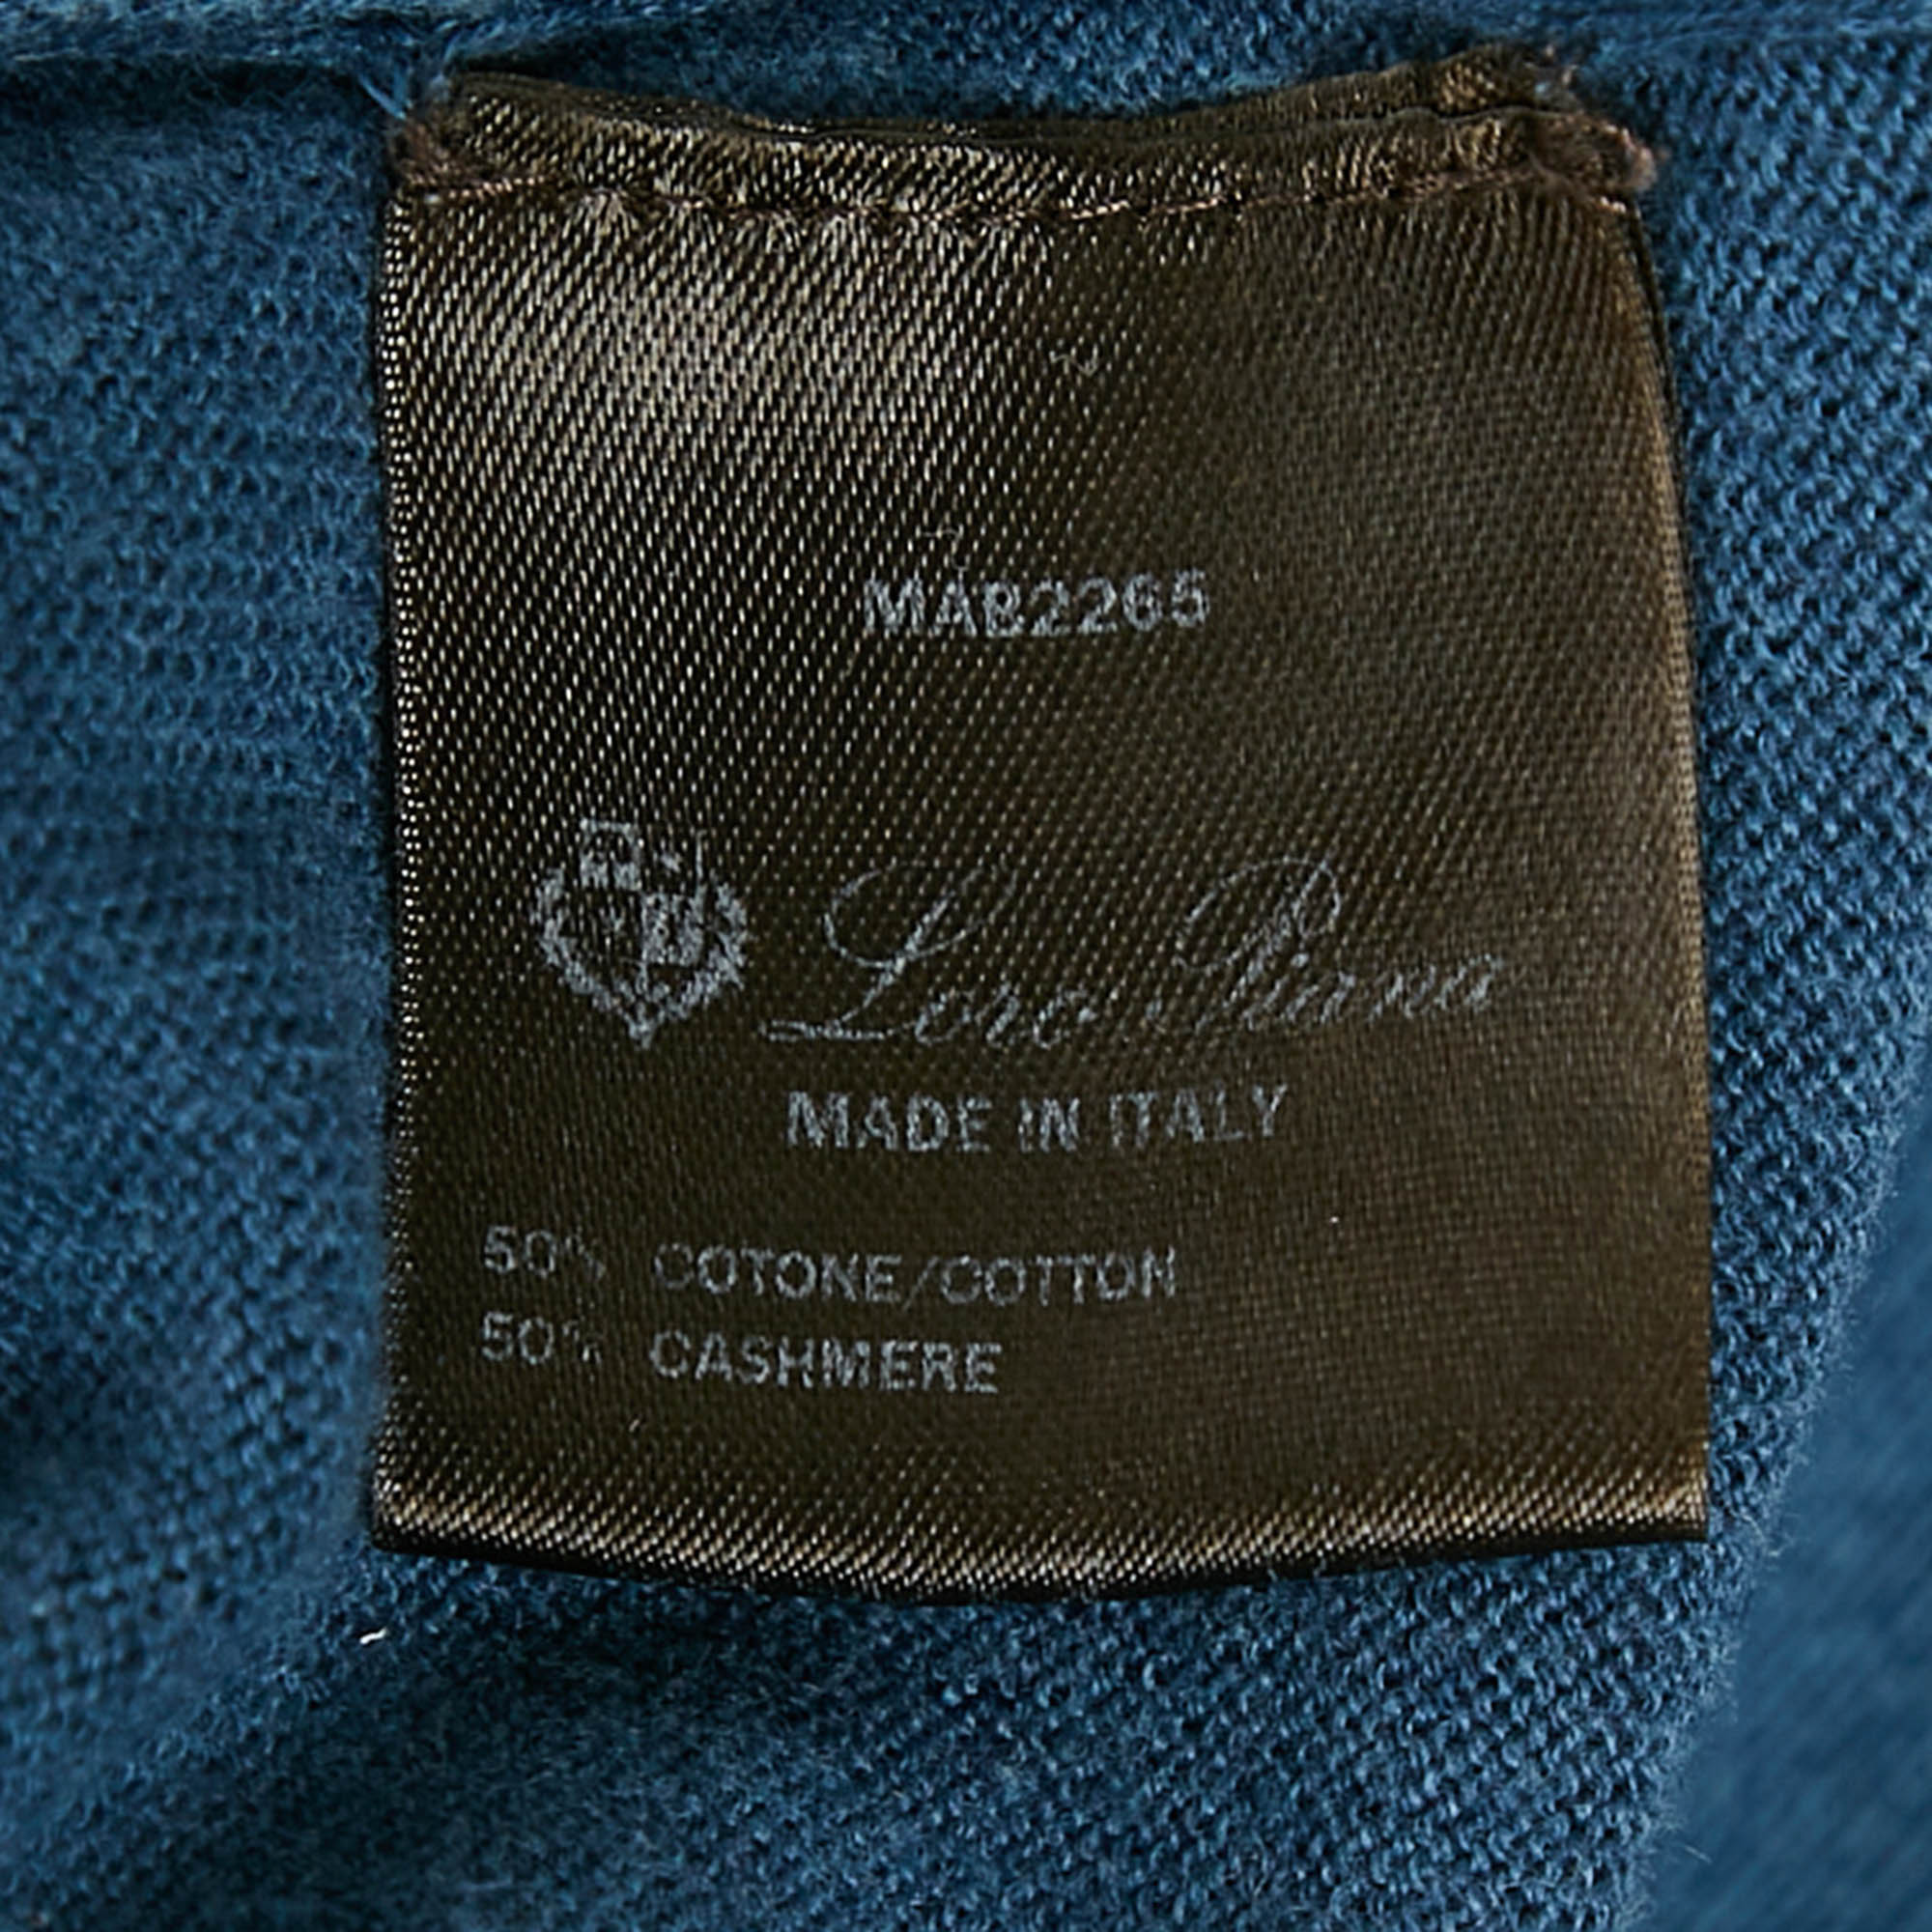 MAB2265
Loro Piana
MADE IN ITALY
50% COTONE/COTTON
50% CASHMERE